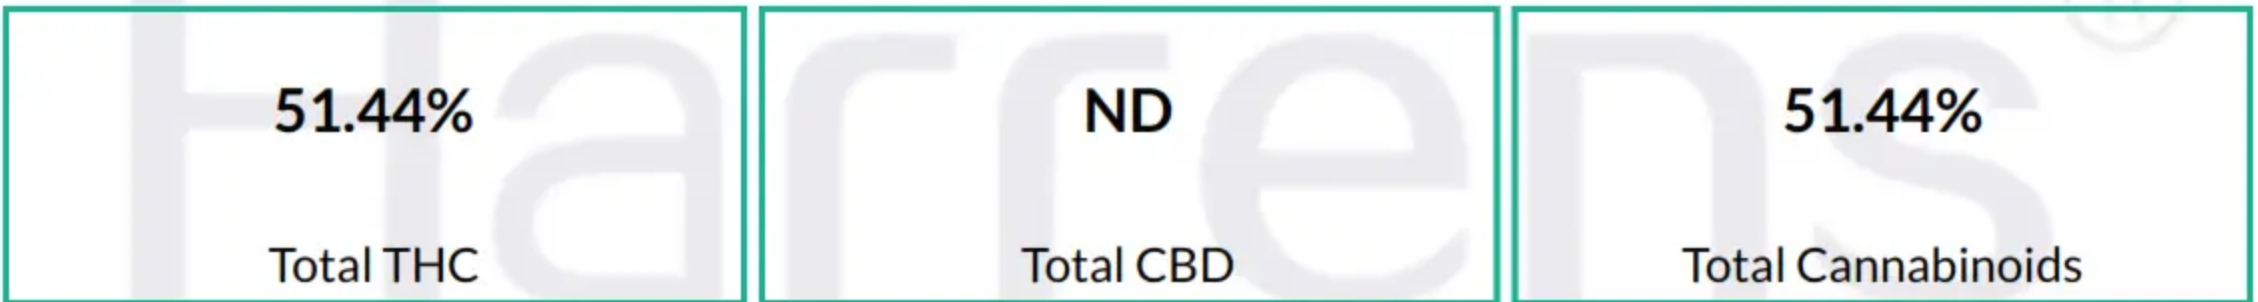 Harrens®
51.44%
ND
51.44%
Total THC
Total CBD
Total Cannabinoids